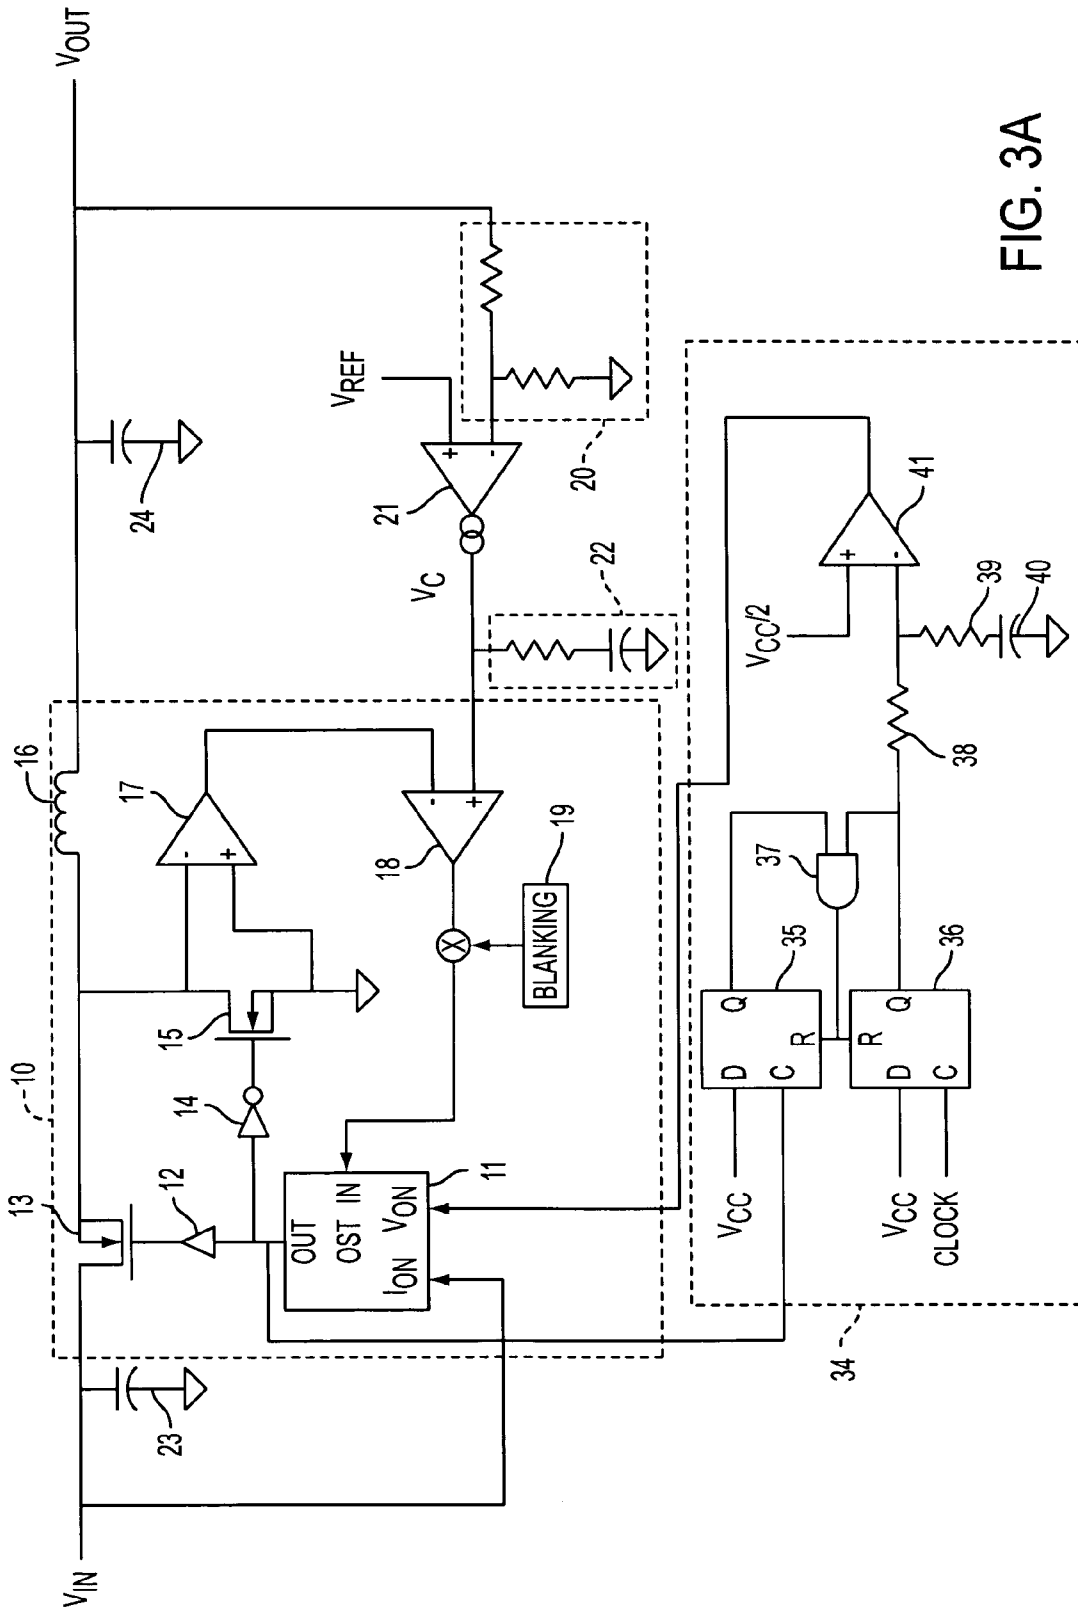 VIN
VOUT
10
13
16
23
24
12
14
15
17
OUT
OST IN
ION VON
11
18
BLANKING
19
X
-
+
VC
22
21
+
-
VREF
20
34
VCC
D Q
C R
35
VCC
CLOCK
D Q
C R
36
37
38
39
40
VCC/2
+
-
41
FIG. 3A